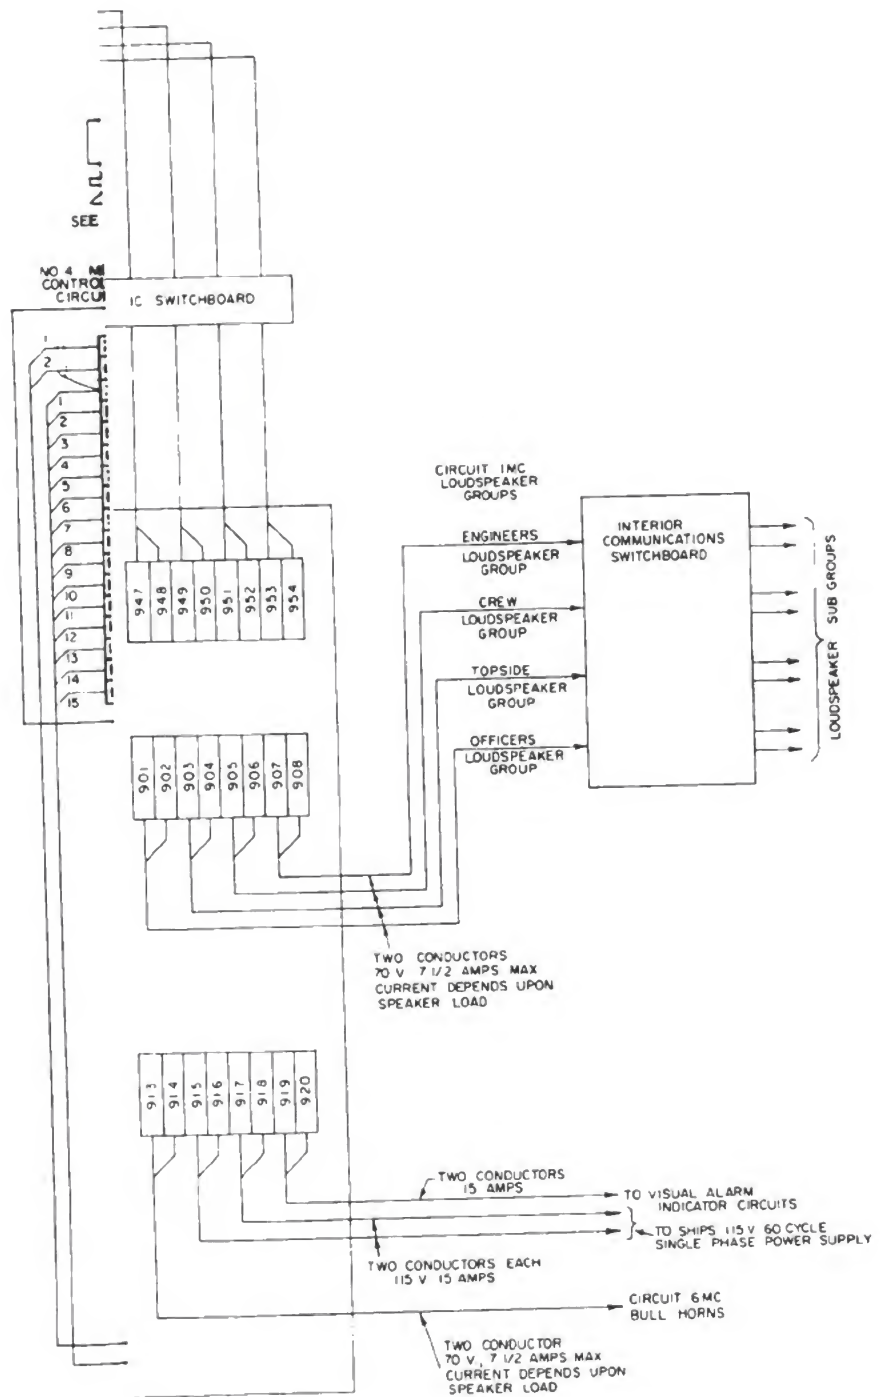 SEE
NO 4 M
CONTRO
CIRCUI
IC SWITCHBOARD
1
2
1
2
3
4
5
6
7
8
9
10
11
12
13
14
15
947
948
949
950
951
952
953
954
CIRCUIT 1MC
LOUDSPEAKER
GROUPS
ENGINEERS
LOUDSPEAKER
GROUP
CREW
LOUDSPEAKER
GROUP
TOPSIDE
LOUDSPEAKER
GROUP
OFFICERS
LOUDSPEAKER
GROUP
INTERIOR
COMMUNICATIONS
SWITCHBOARD
LOUDSPEAKER SUB GROUPS
901
902
903
904
905
906
907
908
TWO CONDUCTORS
70 V 7 1/2 AMPS MAX
CURRENT DEPENDS UPON
SPEAKER LOAD
913
914
915
916
917
918
919
920
TWO CONDUCTORS
15 AMPS
TO VISUAL ALARM
INDICATOR CIRCUITS
TO SHIPS 115 V 60 CYCLE
SINGLE PHASE POWER SUPPLY
TWO CONDUCTORS EACH
115 V 15 AMPS
CIRCUIT 6MC
BULL HORNS
TWO CONDUCTOR
70 V, 7 1/2 AMPS MAX
CURRENT DEPENDS UPON
SPEAKER LOAD